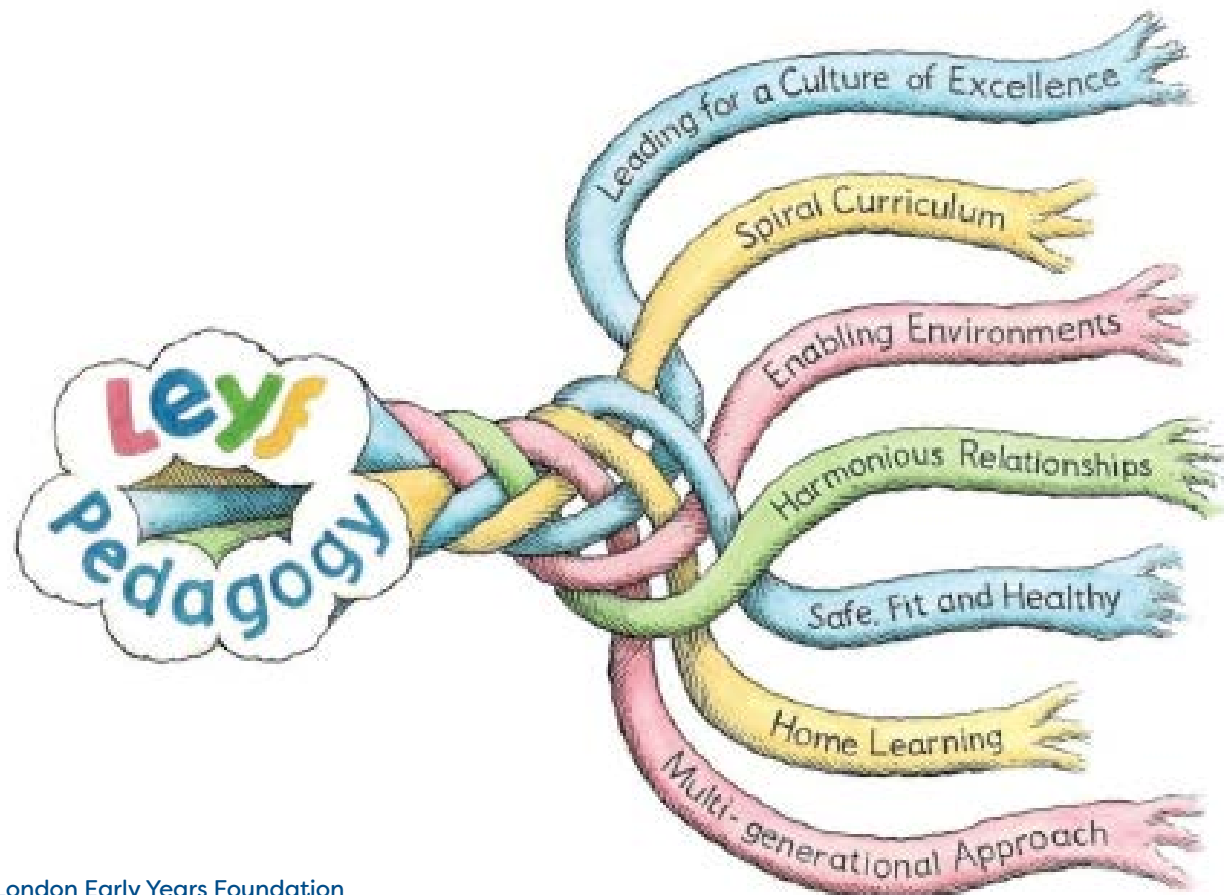 Leyf
Pedagogy
Leading for a Culture of Excellence
Spiral Curriculum
Enabling Environments
Harmonious Relationships
Safe, Fit and Healthy
Home Learning
Multi-generational Approach
ondon Early Years Foundation